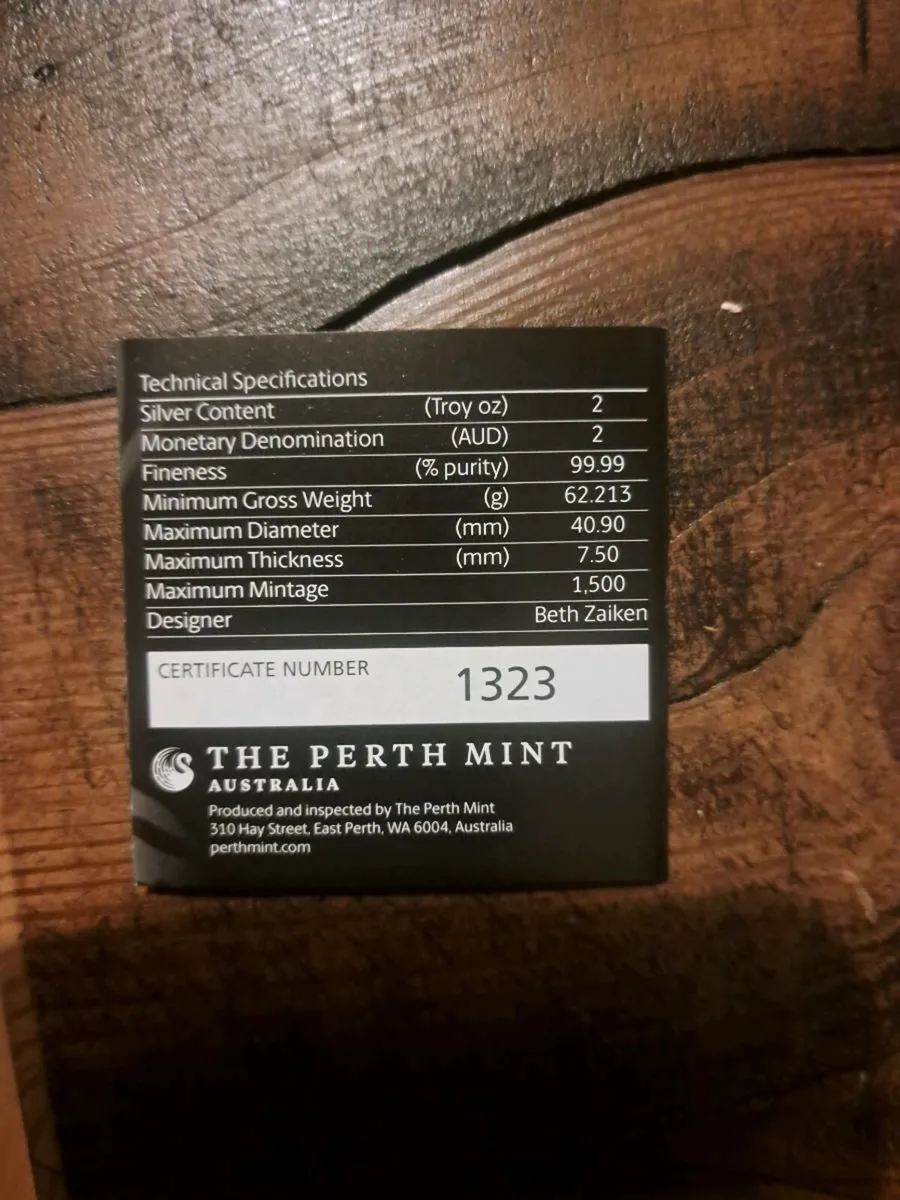 Technical Specifications
Silver Content (Troy oz) 2
Monetary Denomination (AUD) 2
Fineness (% purity) 99.99
Minimum Gross Weight (g) 62.213
Maximum Diameter (mm) 40.90
Maximum Thickness (mm) 7.50
Maximum Mintage 1,500
Designer Beth Zaiken
CERTIFICATE NUMBER 1323
THE PERTH MINT
AUSTRALIA
Produced and inspected by The Perth Mint
310 Hay Street, East Perth, WA 6004, Australia
perthmint.com